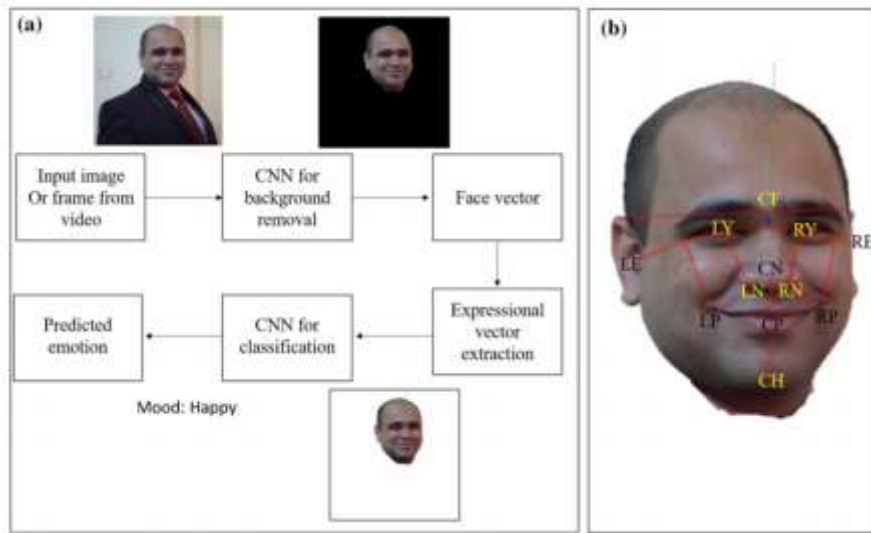 (a)
Input image
Or frame from
video
CNN for
background
removal
Face vector
Predicted
emotion
CNN for
classification
Expressional
vector
extraction
Mood: Happy
(b)
CF
LY RY
LE RE
CN
LN RN
LP CP RP
CH